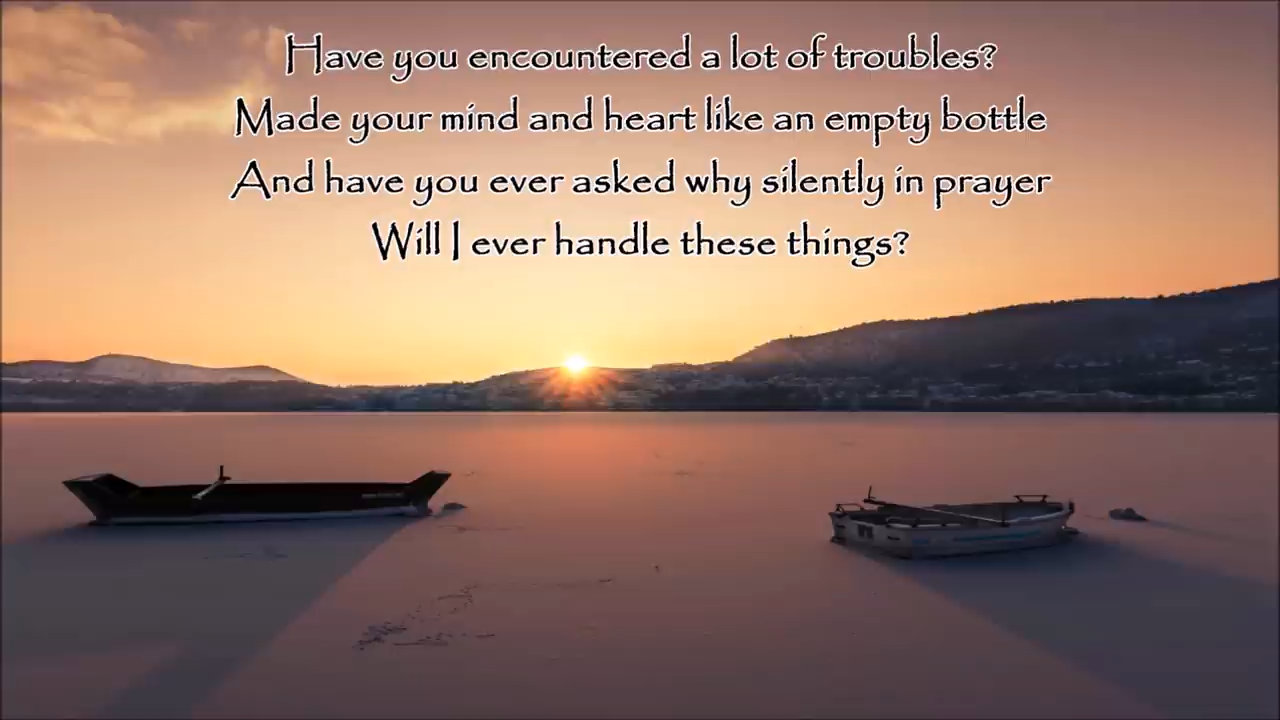 Have you encountered a lot of troubles?
Made your mind and heart like an empty bottle
And have you ever asked why silently in prayer
Will I ever handle these things?